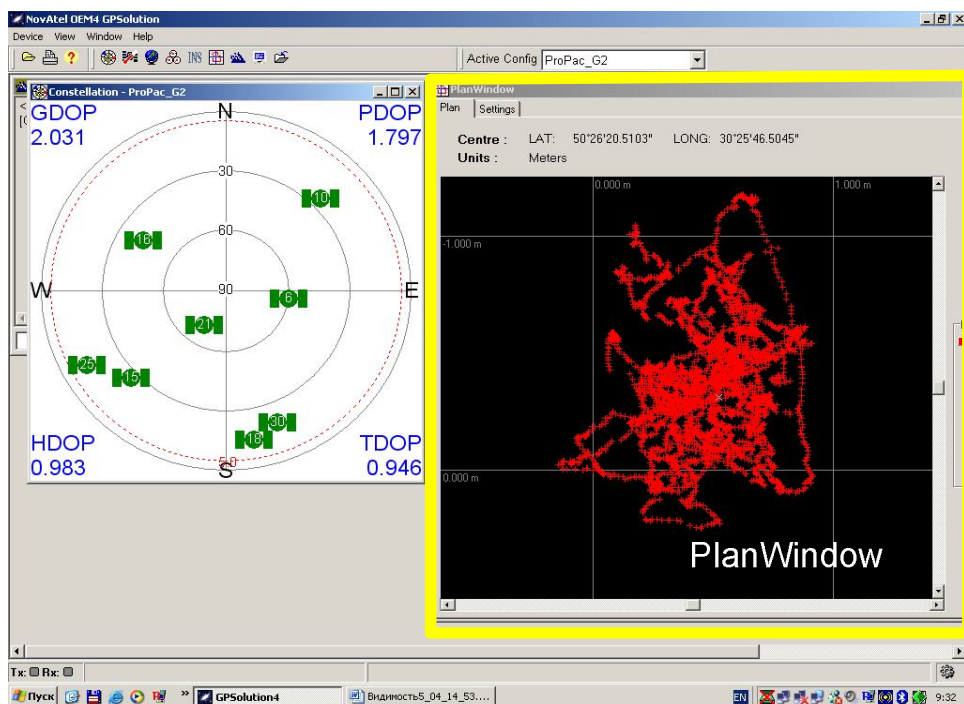 NovAtel OEM4 GPSolution
Device View Window Help
INS
Active Config ProPac_G2
Constellation - ProPac_G2
GDOP
2.031
PDOP
1.797
N
30
60
90
W
E
S
5.0
10
16
6
21
25
15
30
18
HDOP
0.983
TDOP
0.946
PlanWindow
Plan Settings
Centre : LAT: 50°26'20.5103" LONG: 30°25'46.5045"
Units : Meters
0.000 m 1.000 m
-1.000 m
0.000 m
PlanWindow
Tx: Rx:
Пуск » GPSolution4 Видимость5_04_14_53.... EN 9:32